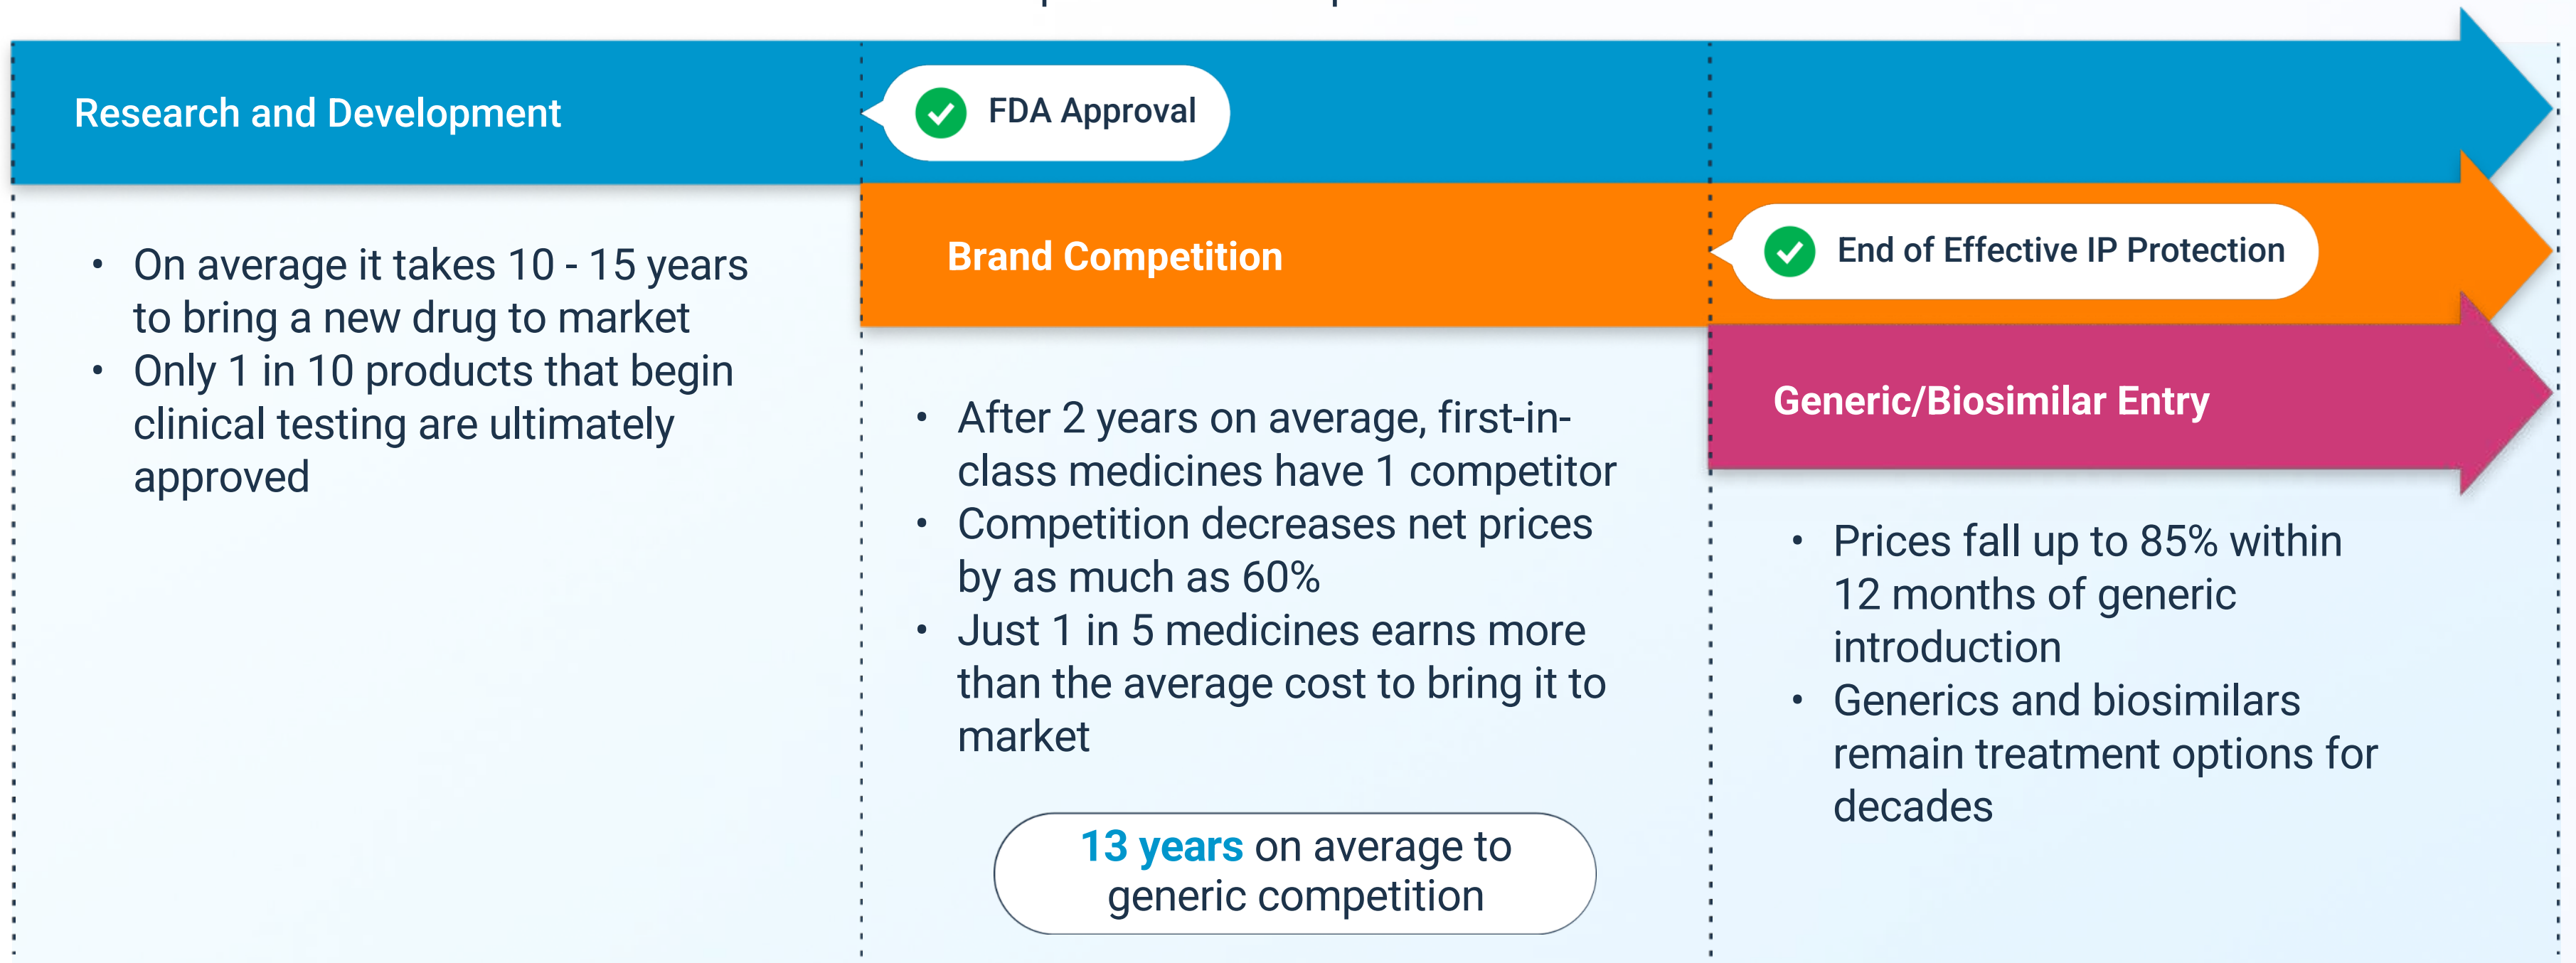 Research and Development
FDA Approval
Brand Competition
End of Effective IP Protection
Generic/Biosimilar Entry
• On average it takes 10 - 15 years
to bring a new drug to market
• Only 1 in 10 products that begin
clinical testing are ultimately
approved
• After 2 years on average, first-in-
class medicines have 1 competitor
• Competition decreases net prices
by as much as 60%
• Just 1 in 5 medicines earns more
than the average cost to bring it to
market
13 years on average to
generic competition
• Prices fall up to 85% within
12 months of generic
introduction
• Generics and biosimilars
remain treatment options for
decades